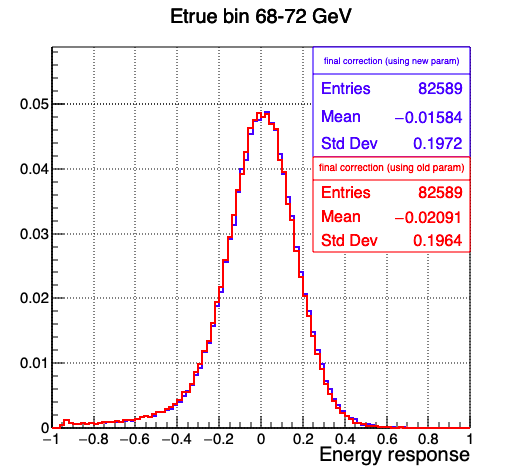 Etrue bin 68-72 GeV
final correction (using new param)
Entries 82589
Mean −0.01584
Std Dev 0.1972
final correction (using old param)
Entries 82589
Mean −0.02091
Std Dev 0.1964
0.05
0.04
0.03
0.02
0.01
0
−1 −0.8 −0.6 −0.4 −0.2 0 0.2 0.4 0.6 0.8 1
Energy response